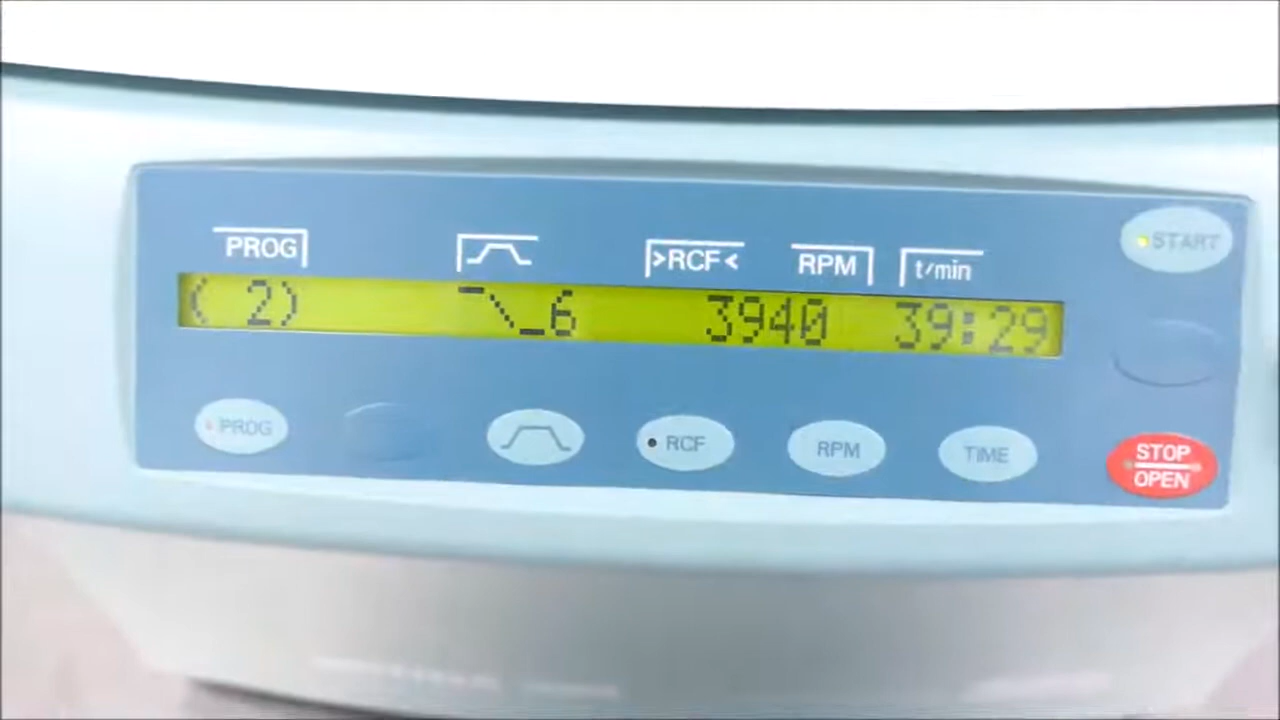 PROG >RCF< RPM t/min
START
( 2) 6 3940 39:29
PROG RCF RPM TIME
STOP
OPEN